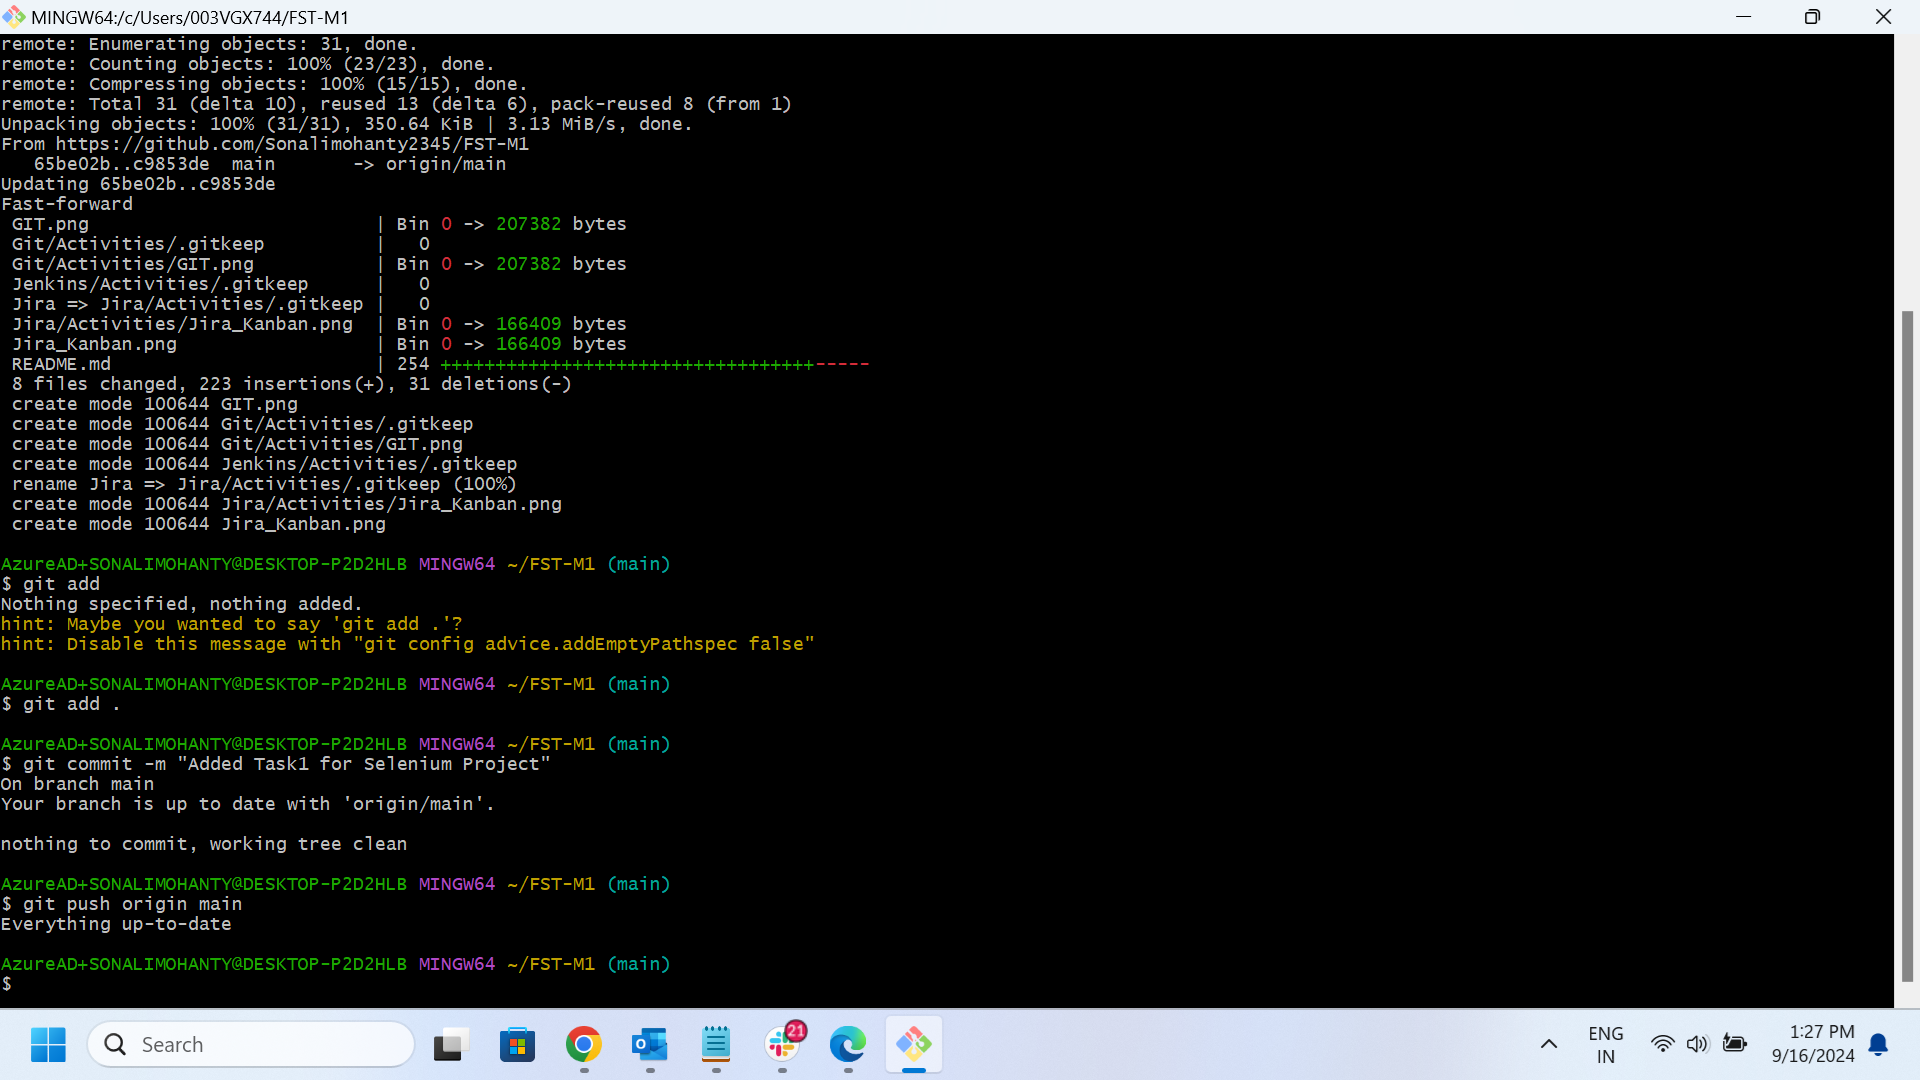 MINGW64:/c/Users/003VGX744/FST-M1
remote: Enumerating objects: 31, done.
remote: Counting objects: 100% (23/23), done.
remote: Compressing objects: 100% (15/15), done.
remote: Total 31 (delta 10), reused 13 (delta 6), pack-reused 8 (from 1)
Unpacking objects: 100% (31/31), 350.64 KiB | 3.13 MiB/s, done.
From https://github.com/Sonalimohanty2345/FST-M1
   65be02b..c9853de  main       -> origin/main
Updating 65be02b..c9853de
Fast-forward
 GIT.png                          | Bin 0 -> 207382 bytes
 Git/Activities/.gitkeep          |   0
 Git/Activities/GIT.png           | Bin 0 -> 207382 bytes
 Jenkins/Activities/.gitkeep      |   0
 Jira => Jira/Activities/.gitkeep |   0
 Jira/Activities/Jira_Kanban.png  | Bin 0 -> 166409 bytes
 Jira_Kanban.png                  | Bin 0 -> 166409 bytes
 README.md                        | 254 ++++++++++++++++++++++++++++++++++-----
 8 files changed, 223 insertions(+), 31 deletions(-)
 create mode 100644 GIT.png
 create mode 100644 Git/Activities/.gitkeep
 create mode 100644 Git/Activities/GIT.png
 create mode 100644 Jenkins/Activities/.gitkeep
 rename Jira => Jira/Activities/.gitkeep (100%)
 create mode 100644 Jira/Activities/Jira_Kanban.png
 create mode 100644 Jira_Kanban.png
AzureAD+SONALIMOHANTY@DESKTOP-P2D2HLB MINGW64 ~/FST-M1 (main)
$ git add
Nothing specified, nothing added.
hint: Maybe you wanted to say 'git add .'?
hint: Disable this message with "git config advice.addEmptyPathspec false"
AzureAD+SONALIMOHANTY@DESKTOP-P2D2HLB MINGW64 ~/FST-M1 (main)
$ git add .
AzureAD+SONALIMOHANTY@DESKTOP-P2D2HLB MINGW64 ~/FST-M1 (main)
$ git commit -m "Added Task1 for Selenium Project"
On branch main
Your branch is up to date with 'origin/main'.
nothing to commit, working tree clean
AzureAD+SONALIMOHANTY@DESKTOP-P2D2HLB MINGW64 ~/FST-M1 (main)
$ git push origin main
Everything up-to-date
AzureAD+SONALIMOHANTY@DESKTOP-P2D2HLB MINGW64 ~/FST-M1 (main)
$
Search
21
ENG
IN
1:27 PM
9/16/2024